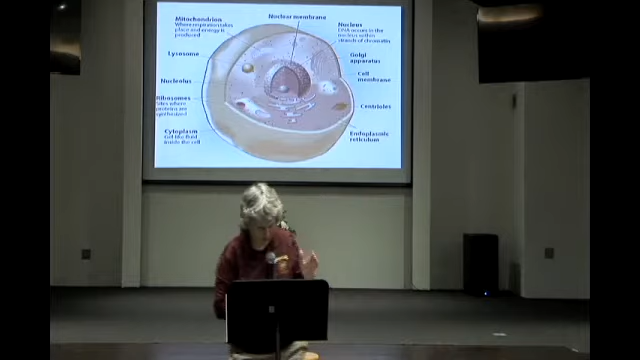 Mitochondrion
Where respiration takes
place and energy is
produced
Lysosome
Nucleolus
Ribosomes
Sites where
proteins are
synthesized
Cytoplasm
Gel like fluid
inside the cell
Nuclear membrane
Nucleus
DNA occurs in the
nucleus within
strands of chromatin
Golgi
apparatus
Cell
membrane
Centrioles
Endoplasmic
reticulum